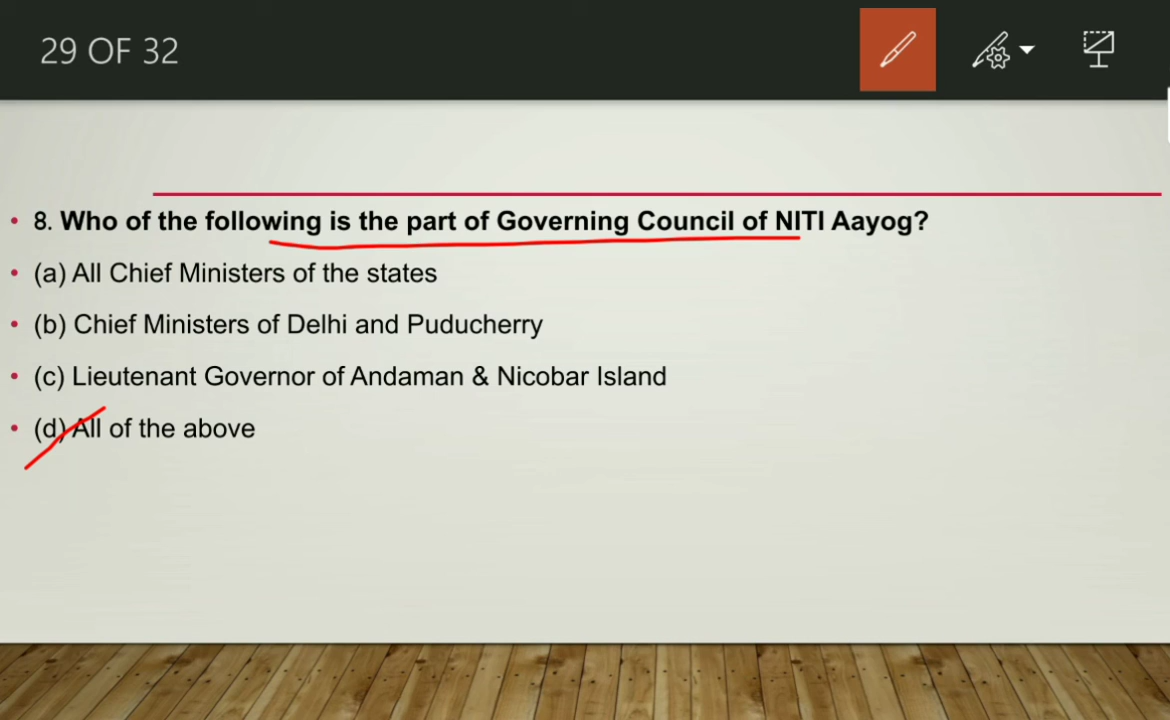 29 OF 32
• 8. Who of the following is the part of Governing Council of NITI Aayog?
• (a) All Chief Ministers of the states
• (b) Chief Ministers of Delhi and Puducherry
• (c) Lieutenant Governor of Andaman & Nicobar Island
• (d) All of the above